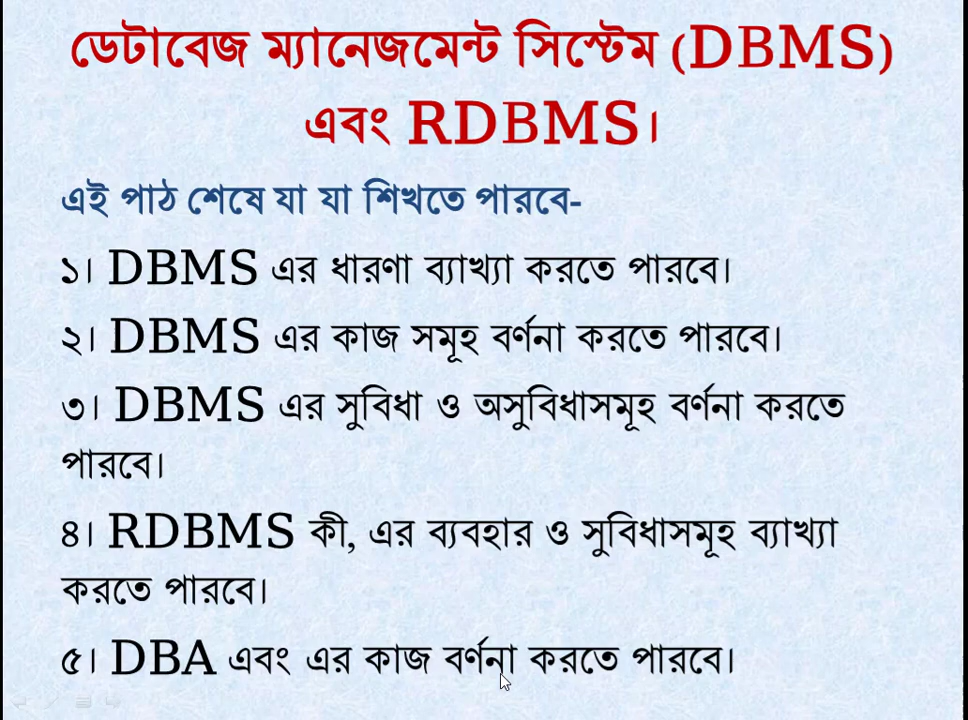 ডেটাবেজ ম্যানেজমেন্ট সিস্টেম (DBMS)
এবং RDBMS।
এই পাঠ শেষে যা যা শিখতে পারবে-
১। DBMS এর ধারণা ব্যাখ্যা করতে পারবে।
২। DBMS এর কাজ সমূহ বর্ণনা করতে পারবে।
৩। DBMS এর সুবিধা ও অসুবিধাসমূহ বর্ণনা করতে
পারবে।
৪। RDBMS কী, এর ব্যবহার ও সুবিধাসমূহ ব্যাখ্যা
করতে পারবে।
৫। DBA এবং এর কাজ বর্ণনা করতে পারবে।